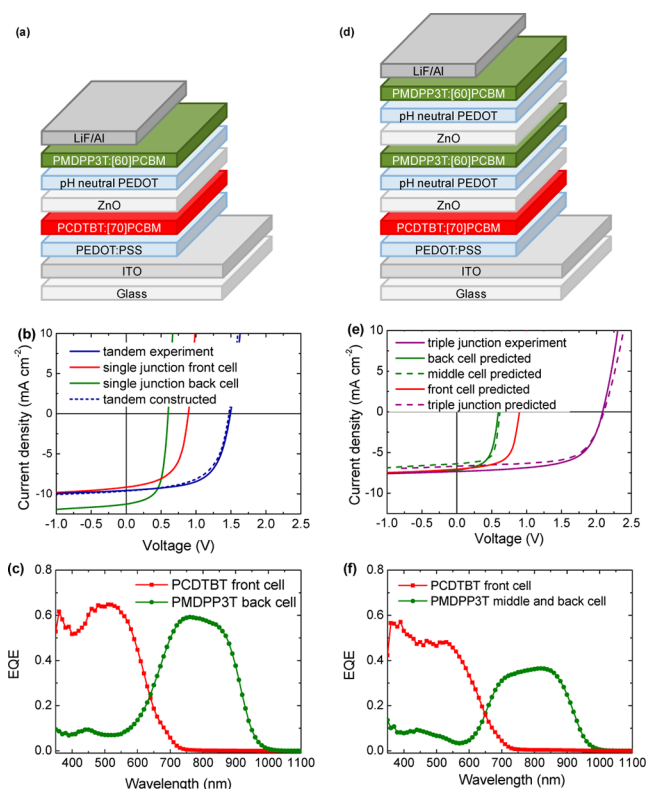 (a)
LiF/Al
PMDPP3T:[60]PCBM
pH neutral PEDOT
ZnO
PCDTBT:[70]PCBM
PEDOT:PSS
ITO
Glass
(d)
LiF/Al
PMDPP3T:[60]PCBM
pH neutral PEDOT
ZnO
PMDPP3T:[60]PCBM
pH neutral PEDOT
ZnO
PCDTBT:[70]PCBM
PEDOT:PSS
ITO
Glass
(b)
10
5
0
-5
-10
Current density (mA cm-2)
tandem experiment
single junction front cell
single junction back cell
tandem constructed
-1.0 -0.5 0.0 0.5 1.0 1.5 2.0 2.5
Voltage (V)
(e)
10
5
0
-5
-10
Current density (mA cm-2)
triple junction experiment
back cell predicted
middle cell predicted
front cell predicted
triple junction predicted
-1.0 -0.5 0.0 0.5 1.0 1.5 2.0 2.5
Voltage (V)
(c)
0.8
0.6
0.4
0.2
0.0
EQE
PCDTBT front cell
PMDPP3T back cell
400 500 600 700 800 900 1000 1100
Wavelength (nm)
(f)
0.8
0.6
0.4
0.2
0.0
EQE
PCDTBT front cell
PMDPP3T middle and back cell
400 500 600 700 800 900 1000 1100
Wavelength (nm)